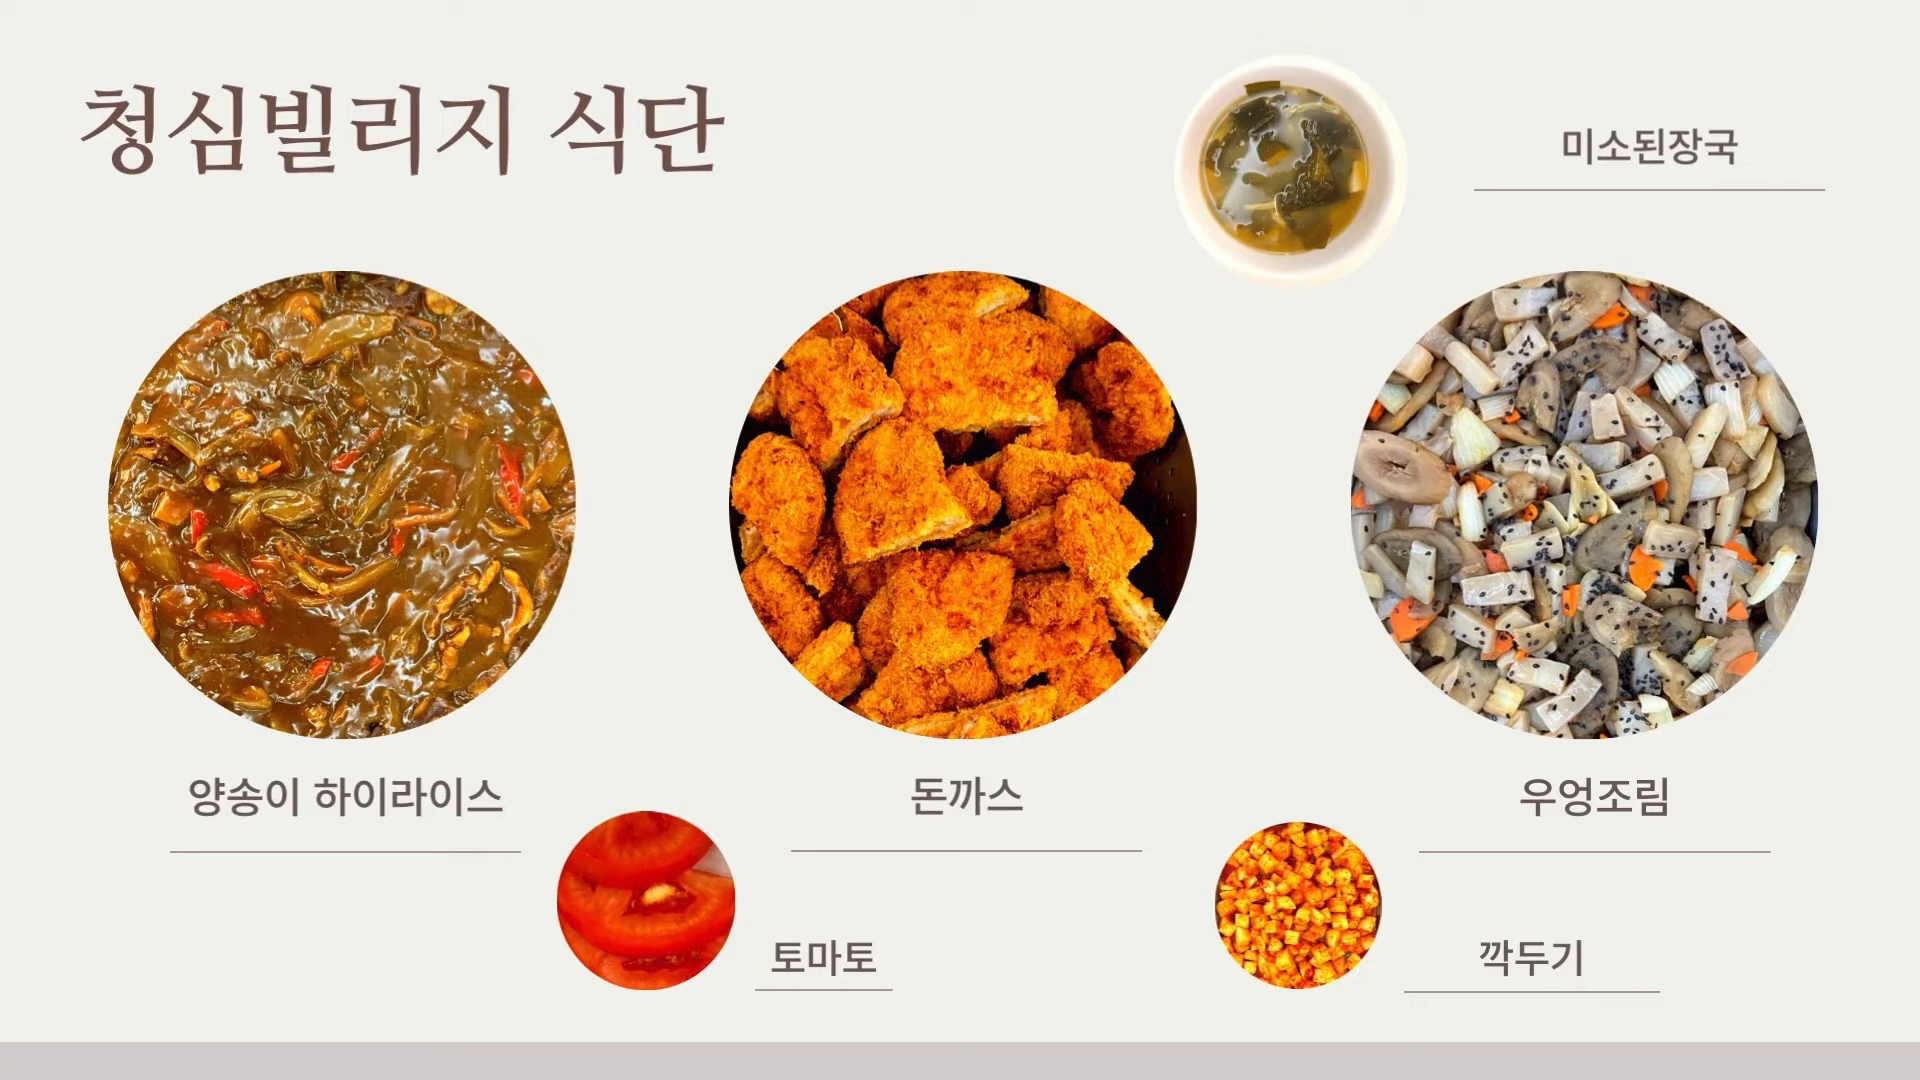 청심빌리지 식단
미소된장국
양송이 하이라이스
돈까스
우엉조림
토마토
깍두기